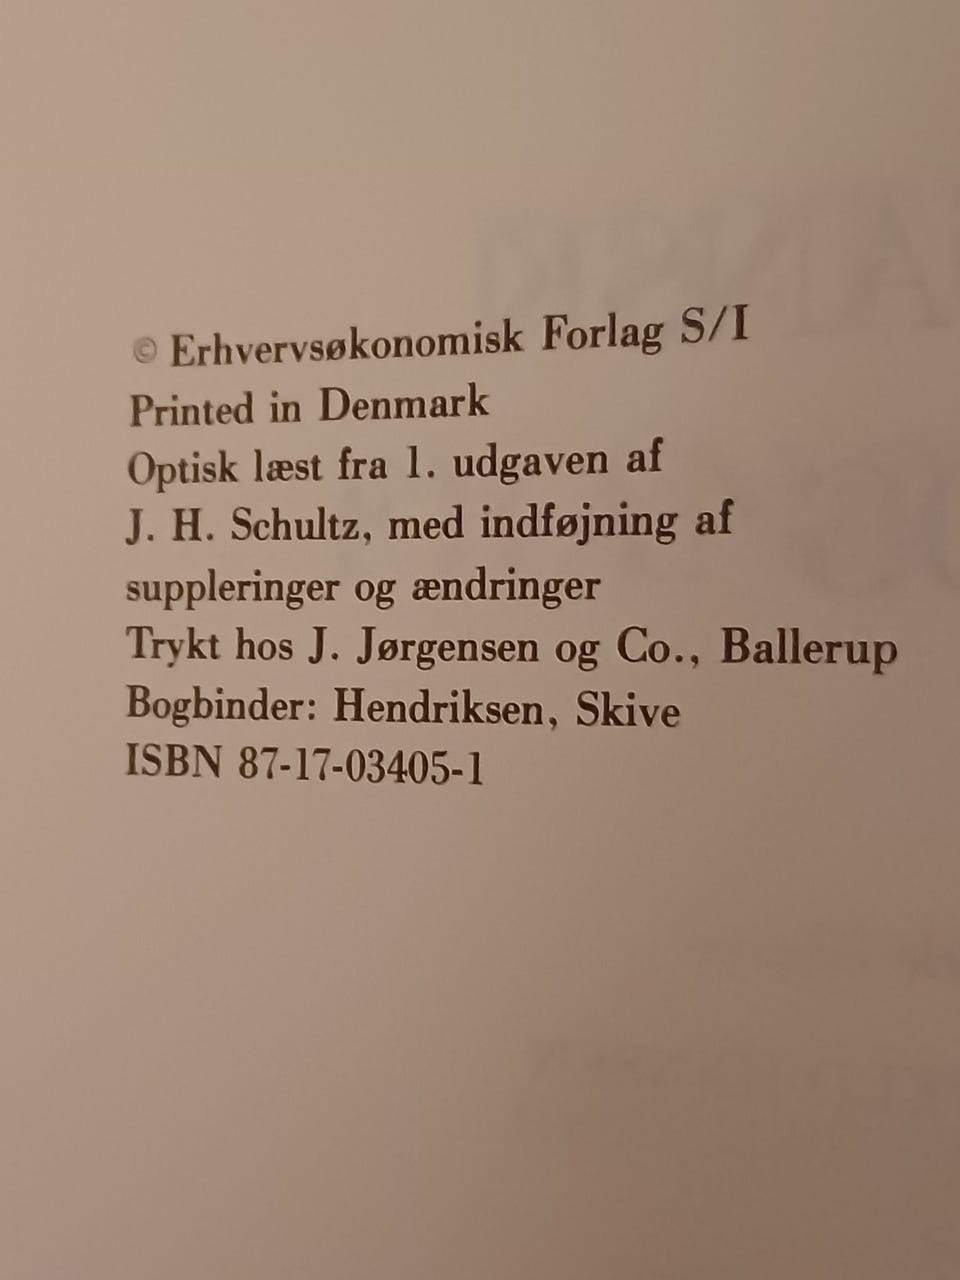 © Erhvervsøkonomisk Forlag S/I
Printed in Denmark
Optisk læst fra 1. udgaven af
J. H. Schultz, med indføjning af
suppleringer og ændringer
Trykt hos J. Jørgensen og Co., Ballerup
Bogbinder: Hendriksen, Skive
ISBN 87-17-03405-1